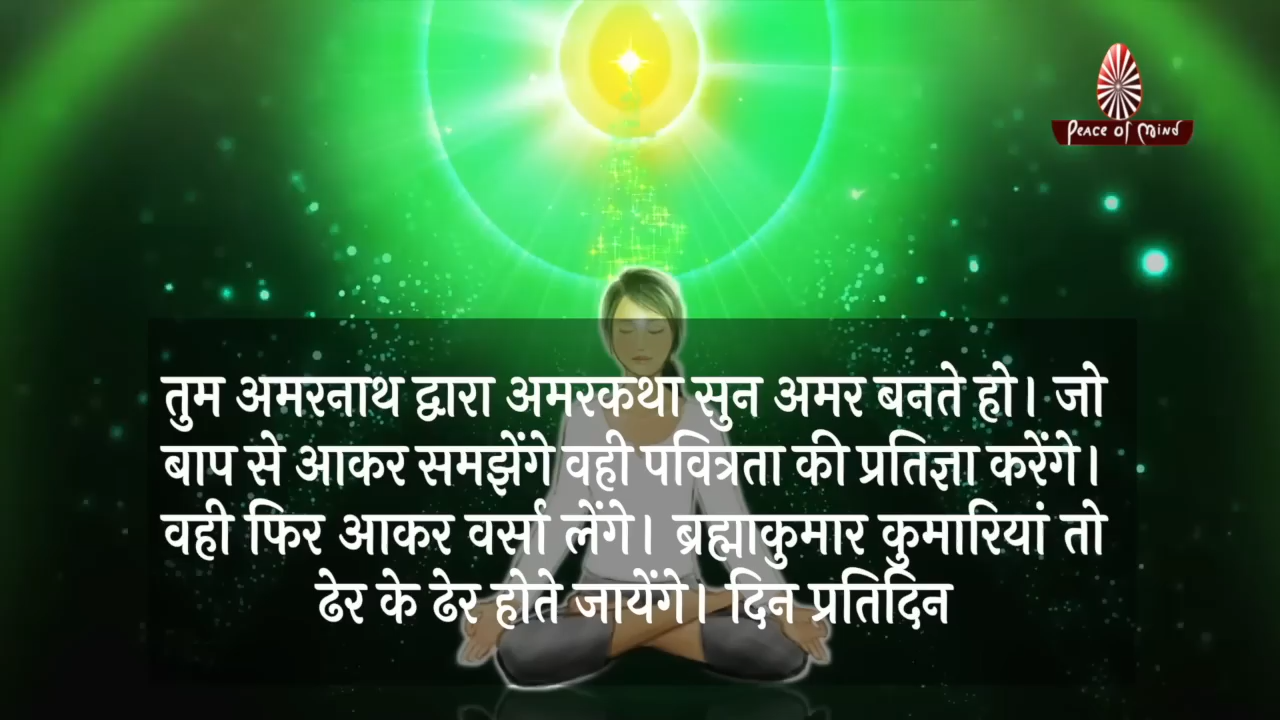 Peace of Mind
तुम अमरनाथ द्वारा अमरकथा सुन अमर बनते हो। जो
बाप से आकर समझेंगे वही पवित्रता की प्रतिज्ञा करेंगे।
वही फिर आकर वर्सा लेंगे। ब्रह्माकुमार कुमारियां तो
ढेर के ढेर होते जायेंगे। दिन प्रतिदिन